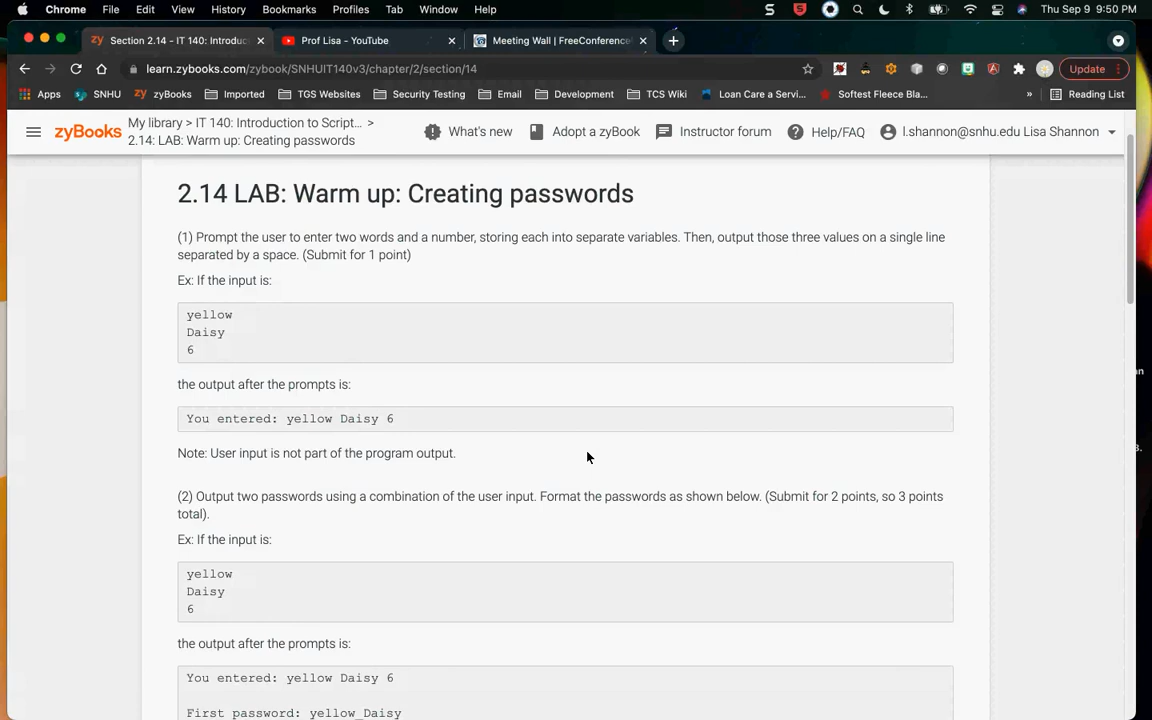 Chrome File Edit View History Bookmarks Profiles Tab Window Help Thu Sep 9 9:50 PM
Section 2.14 - IT 140: Introduc Prof Lisa - YouTube Meeting Wall | FreeConference
learn.zybooks.com/zybook/SNHUIT140v3/chapter/2/section/14 Update
Apps SNHU zyBooks Imported TGS Websites Security Testing Email Development TCS Wiki Loan Care a Servi... Softest Fleece Bla... » Reading List
zyBooks My library > IT 140: Introduction to Script... > What's new Adopt a zyBook Instructor forum Help/FAQ l.shannon@snhu.edu Lisa Shannon
2.14: LAB: Warm up: Creating passwords
2.14 LAB: Warm up: Creating passwords
(1) Prompt the user to enter two words and a number, storing each into separate variables. Then, output those three values on a single line
separated by a space. (Submit for 1 point)
Ex: If the input is:
yellow
Daisy
6
the output after the prompts is:
You entered: yellow Daisy 6
Note: User input is not part of the program output.
(2) Output two passwords using a combination of the user input. Format the passwords as shown below. (Submit for 2 points, so 3 points
total).
Ex: If the input is:
yellow
Daisy
6
the output after the prompts is:
You entered: yellow Daisy 6
First password: yellow_Daisy